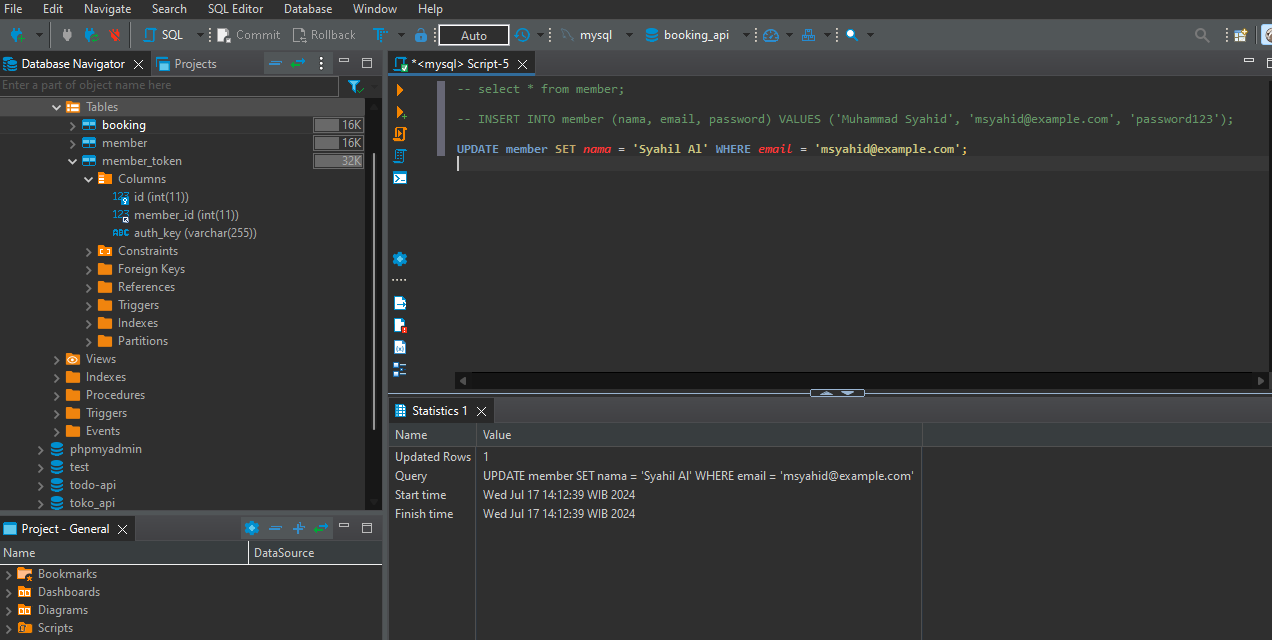 File Edit Navigate Search SQL Editor Database Window Help
SQL Commit Rollback Auto mysql booking_api
Database Navigator Projects
Enter a part of object name here
Tables
booking 16K
member 16K
member_token 32K
Columns
123 id (int(11))
123 member_id (int(11))
ABC auth_key (varchar(255))
Constraints
Foreign Keys
References
Triggers
Indexes
Partitions
Views
Indexes
Procedures
Triggers
Events
phpmyadmin
test
todo-api
toko_api
Project - General
Name DataSource
Bookmarks
Dashboards
Diagrams
Scripts
*<mysql> Script-5
-- select * from member;
-- INSERT INTO member (nama, email, password) VALUES ('Muhammad Syahid', 'msyahid@example.com', 'password123');
UPDATE member SET nama = 'Syahil Al' WHERE email = 'msyahid@example.com';
Statistics 1
Name Value
Updated Rows 1
Query UPDATE member SET nama = 'Syahil Al' WHERE email = 'msyahid@example.com'
Start time Wed Jul 17 14:12:39 WIB 2024
Finish time Wed Jul 17 14:12:39 WIB 2024